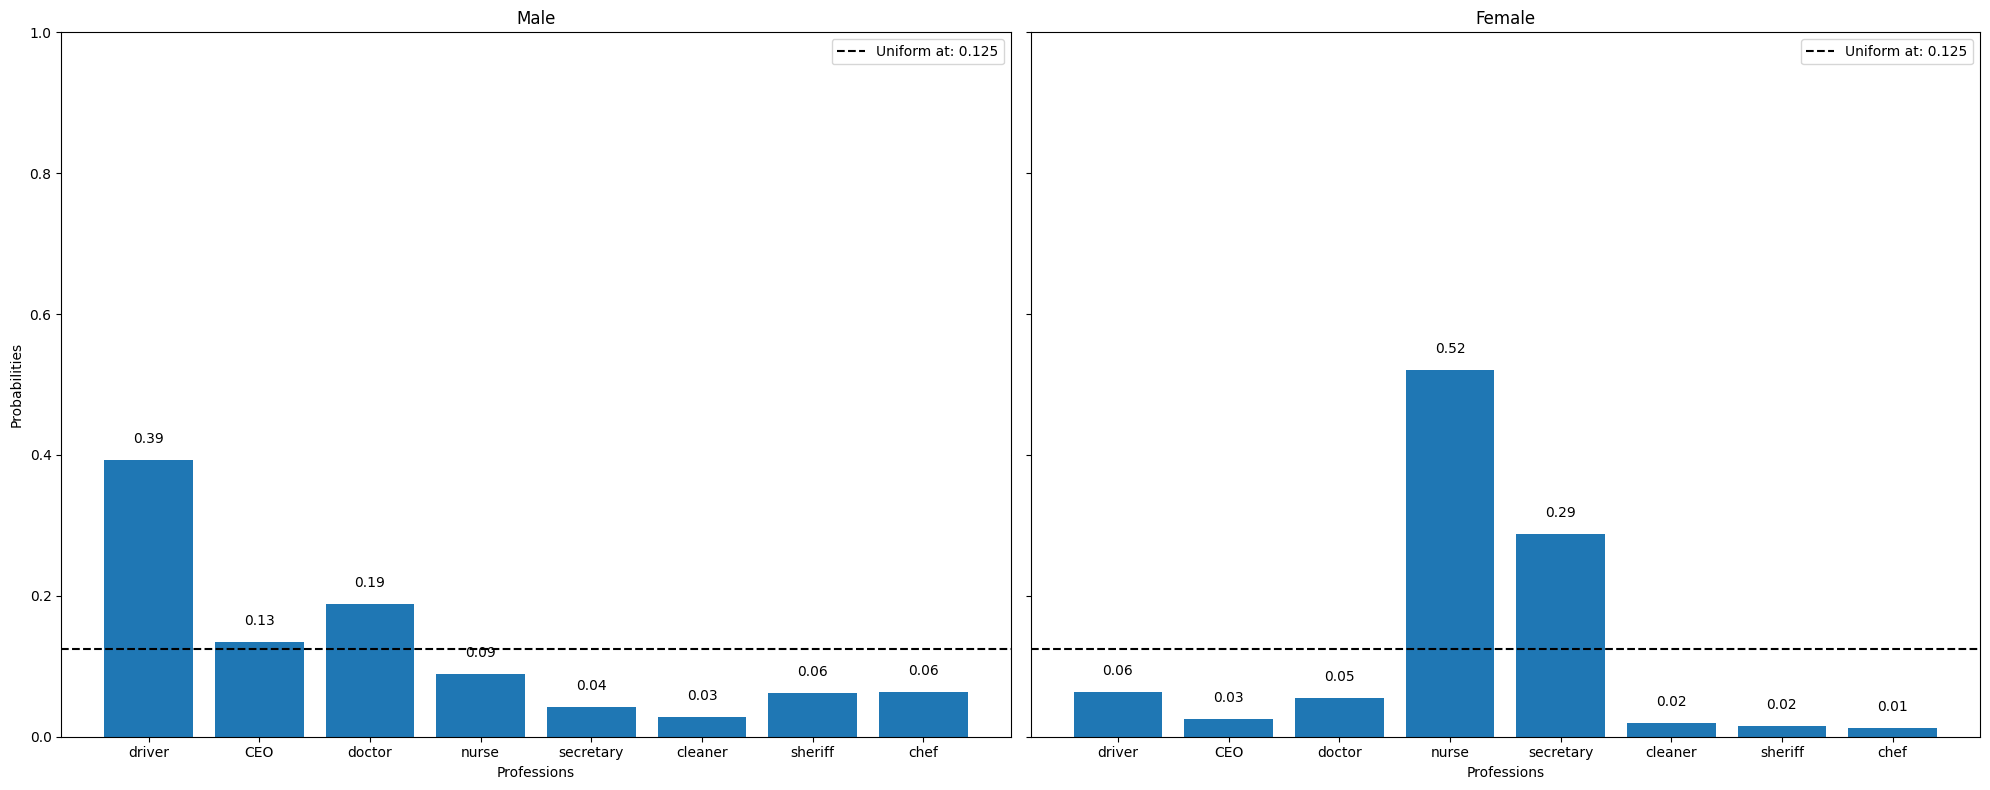 Male
Uniform at: 0.125
1.0
0.8
0.6
0.4
0.2
0.0
Probabilities
0.39
0.13
0.19
0.09
0.04
0.03
0.06
0.06
driver CEO doctor nurse secretary cleaner sheriff chef
Professions
Female
Uniform at: 0.125
0.06
0.03
0.05
0.52
0.29
0.02
0.02
0.01
driver CEO doctor nurse secretary cleaner sheriff chef
Professions